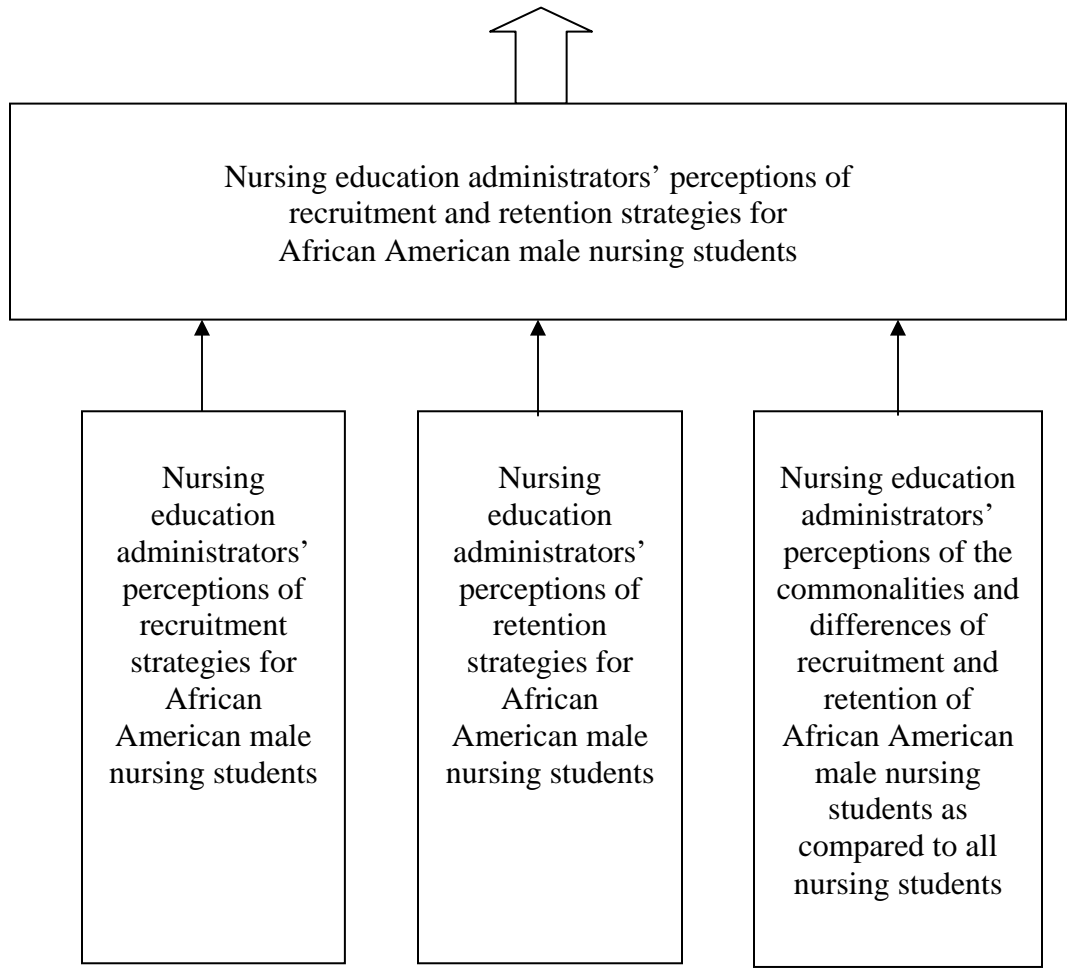 Nursing education administrators’ perceptions of
recruitment and retention strategies for
African American male nursing students
Nursing
education
administrators’
perceptions of
recruitment
strategies for
African
American male
nursing students
Nursing
education
administrators’
perceptions of
retention
strategies for
African
American male
nursing students
Nursing education
administrators’
perceptions of the
commonalities and
differences of
recruitment and
retention of
African American
male nursing
students as
compared to all
nursing students